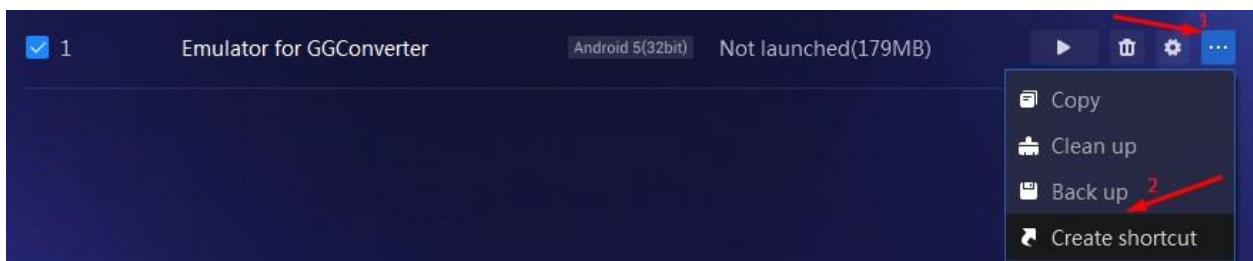 1
1 Emulator for GGConverter Android 5(32bit) Not launched(179MB) ...
Copy
Clean up
Back up 2
Create shortcut